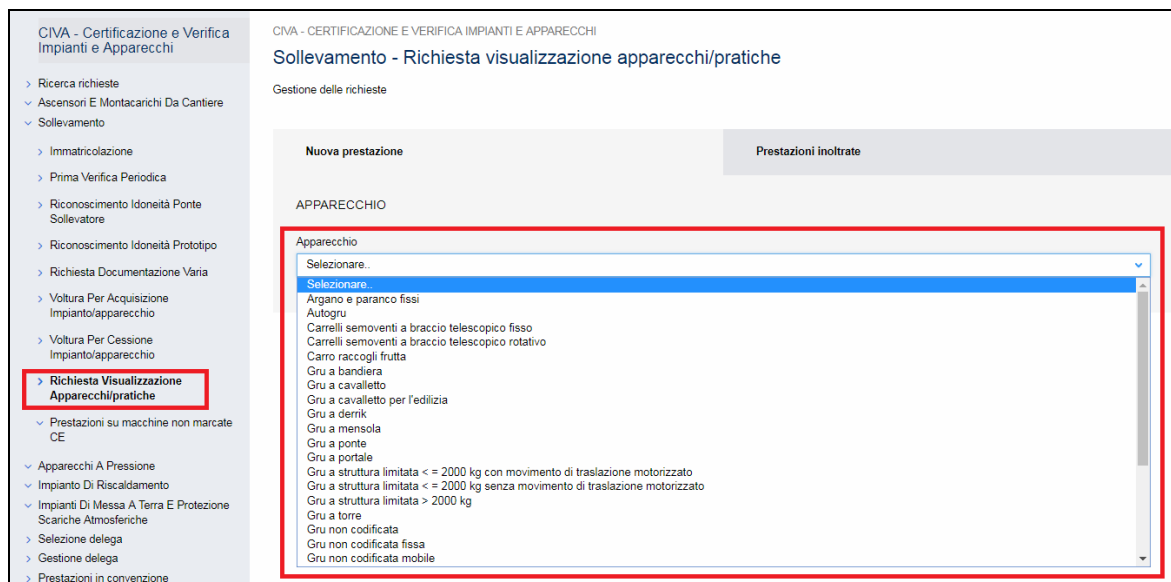 CIVA - Certificazione e Verifica
Impianti e Apparecchi
Ricerca richieste
Ascensori E Montacarichi Da Cantiere
Sollevamento
Immatricolazione
Prima Verifica Periodica
Riconoscimento Idoneità Ponte
Sollevatore
Riconoscimento Idoneità Prototipo
Richiesta Documentazione Varia
Voltura Per Acquisizione
Impianto/apparecchio
Voltura Per Cessione
Impianto/apparecchio
Richiesta Visualizzazione
Apparecchi/pratiche
Prestazioni su macchine non marcate
CE
Apparecchi A Pressione
Impianto Di Riscaldamento
Impianti Di Messa A Terra E Protezione
Scariche Atmosferiche
Selezione delega
Gestione delega
Prestazioni in convenzione
CIVA - CERTIFICAZIONE E VERIFICA IMPIANTI E APPARECCHI
Sollevamento - Richiesta visualizzazione apparecchi/pratiche
Gestione delle richieste
Nuova prestazione
Prestazioni inoltrate
APPARECCHIO
Apparecchio
Selezionare..
Selezionare..
Argano e paranco fissi
Autogru
Carrelli semoventi a braccio telescopico fisso
Carrelli semoventi a braccio telescopico rotativo
Carro raccogli frutta
Gru a bandiera
Gru a cavalletto
Gru a cavalletto per l'edilizia
Gru a derrik
Gru a mensola
Gru a ponte
Gru a portale
Gru a struttura limitata < = 2000 kg con movimento di traslazione motorizzato
Gru a struttura limitata < = 2000 kg senza movimento di traslazione motorizzato
Gru a struttura limitata > 2000 kg
Gru a torre
Gru non codificata
Gru non codificata fissa
Gru non codificata mobile